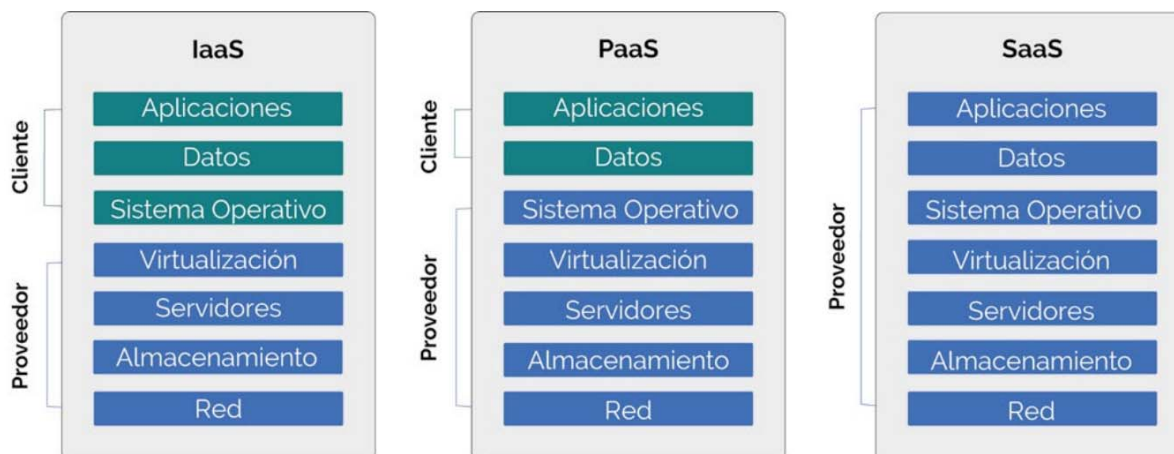 IaaS
Cliente
Aplicaciones
Datos
Sistema Operativo
Proveedor
Virtualización
Servidores
Almacenamiento
Red
PaaS
Cliente
Aplicaciones
Datos
Proveedor
Sistema Operativo
Virtualización
Servidores
Almacenamiento
Red
SaaS
Proveedor
Aplicaciones
Datos
Sistema Operativo
Virtualización
Servidores
Almacenamiento
Red